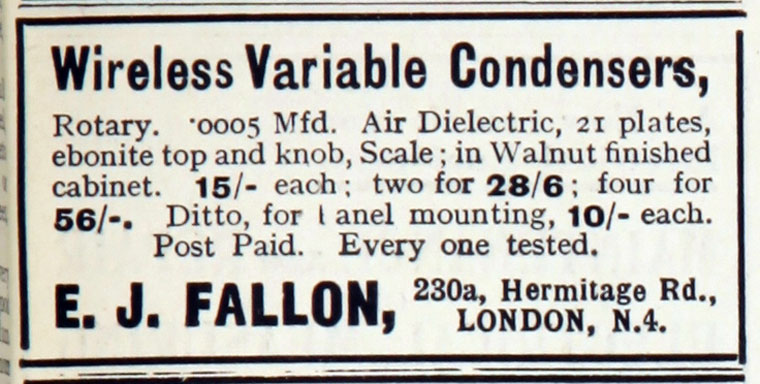 Wireless Variable Condensers,
Rotary. ·0005 Mfd. Air Dielectric, 21 plates,
ebonite top and knob, Scale; in Walnut finished
cabinet. 15/- each; two for 28/6; four for
56/-. Ditto, for anel mounting, 10/- each.
Post Paid. Every one tested.
E. J. FALLON, 230a, Hermitage Rd.,
LONDON, N.4.